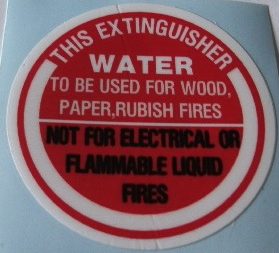 THIS EXTINGUISHER
WATER
TO BE USED FOR WOOD,
PAPER,RUBISH FIRES
NOT FOR ELECTRICAL OR
FLAMMABLE LIQUID
FIRES